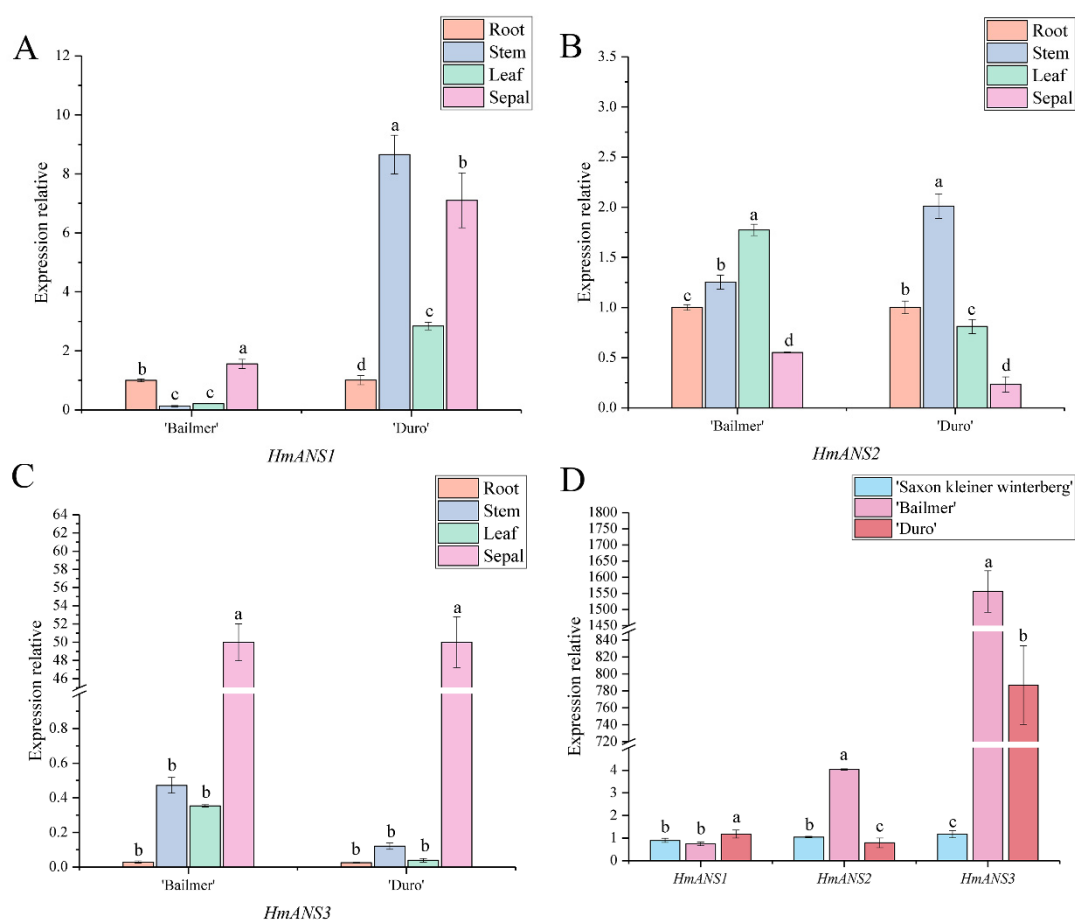 A
Root
Stem
Leaf
Sepal
12
10
8
6
4
2
0
Expression relative
b
c
c
a
d
a
c
b
'Bailmer'
'Duro'
HmANS1
B
Root
Stem
Leaf
Sepal
3.5
3.0
2.5
2.0
1.5
1.0
0.5
0.0
Expression relative
c
b
a
d
b
a
c
d
'Bailmer'
'Duro'
HmANS2
C
Root
Stem
Leaf
Sepal
64
62
60
58
56
54
52
50
48
46
0.8
0.6
0.4
0.2
0.0
Expression relative
b
b
b
a
b
b
b
a
'Bailmer'
'Duro'
HmANS3
D
'Saxon kleiner winterberg'
'Bailmer'
'Duro'
1800
1750
1700
1650
1600
1550
1500
1450
840
820
800
780
760
740
720
4
3
2
1
0
Expression relative
b
b
a
b
a
c
c
a
b
HmANS1
HmANS2
HmANS3